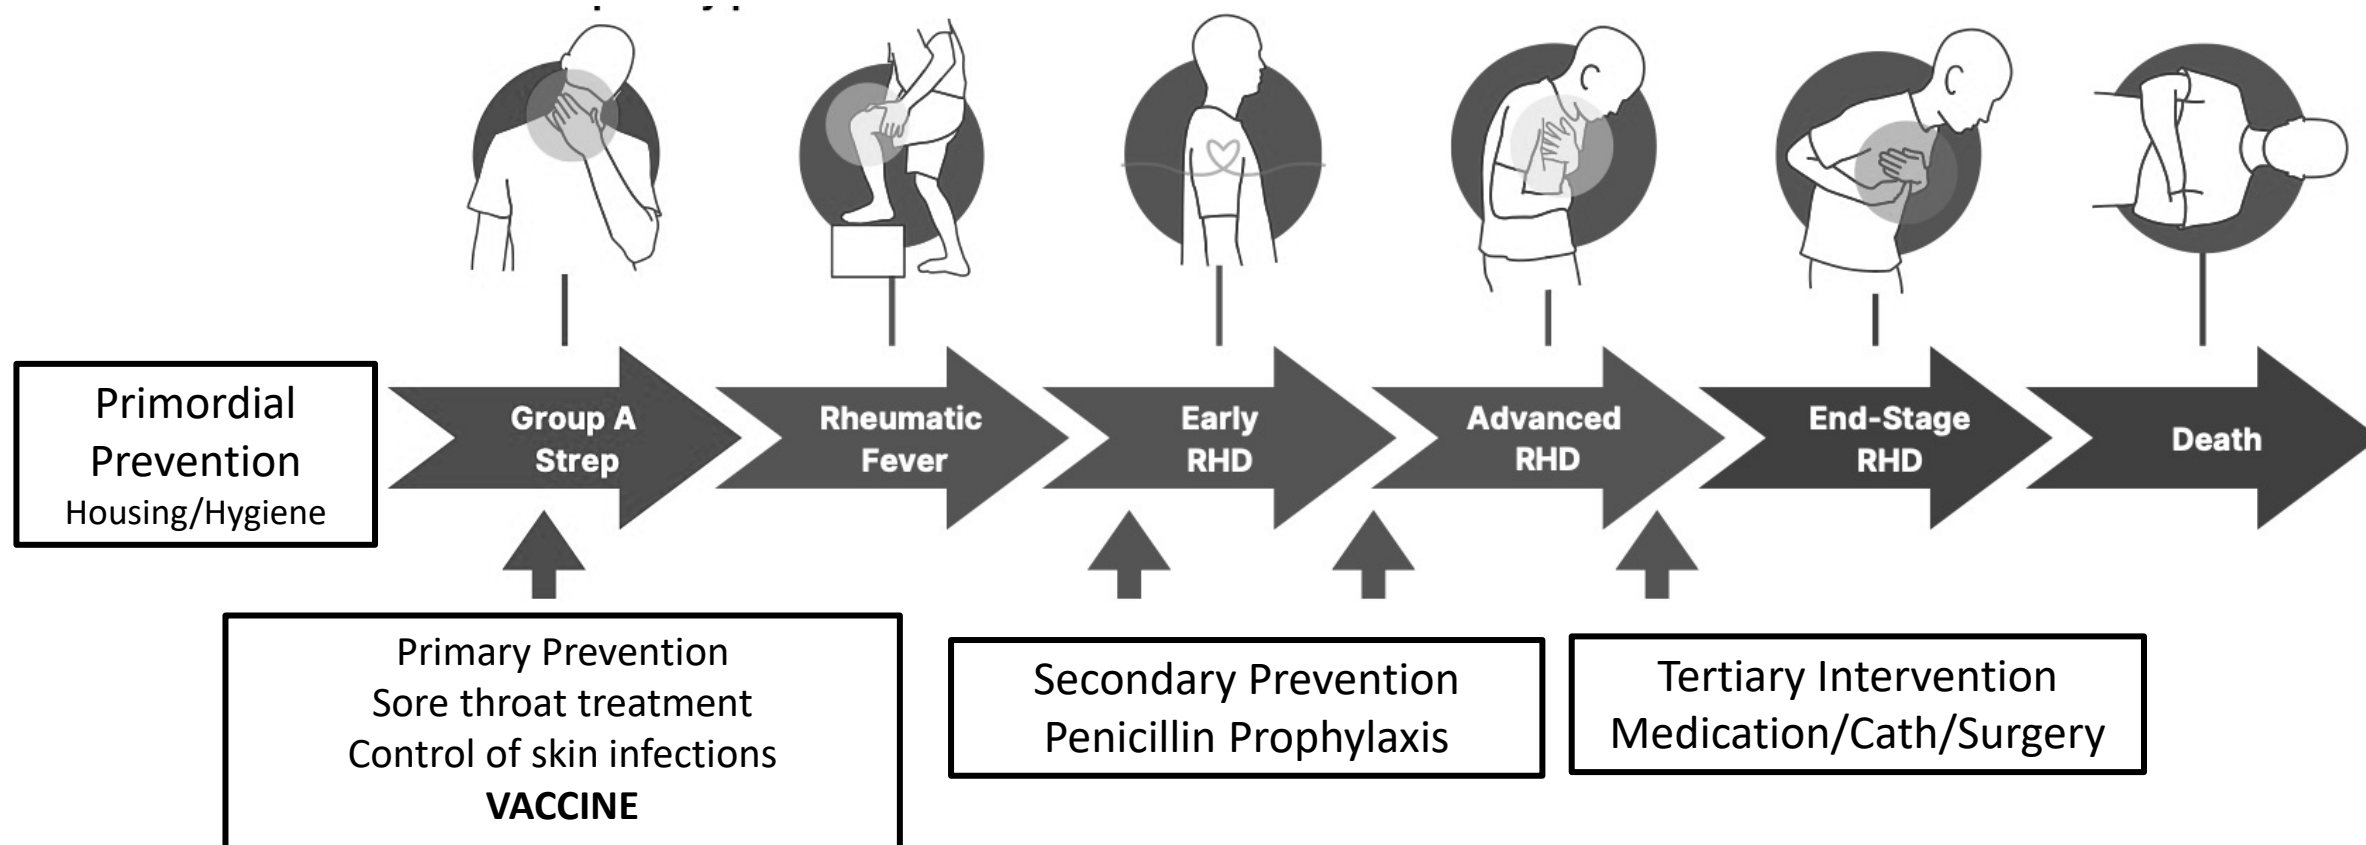 Primordial
Prevention
Housing/Hygiene
Group A
Strep
Rheumatic
Fever
Early
RHD
Advanced
RHD
End-Stage
RHD
Death
Primary Prevention
Sore throat treatment
Control of skin infections
VACCINE
Secondary Prevention
Penicillin Prophylaxis
Tertiary Intervention
Medication/Cath/Surgery